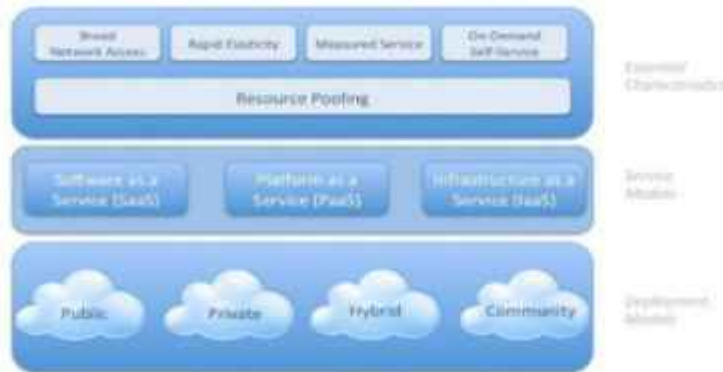 Broad
Network Access
Rapid Elasticity
Measured Service
On-Demand
Self-Service
Resource Pooling
Essential
Characteristics
Software as a
Service (SaaS)
Platform as a
Service (PaaS)
Infrastructure as a
Service (IaaS)
Service
Models
Public
Private
Hybrid
Community
Deployment
Models